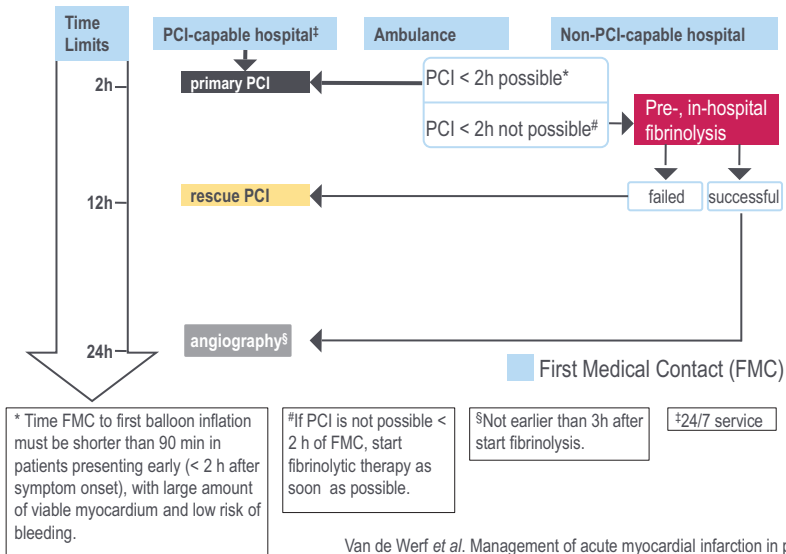 Time
Limits
PCI-capable hospital‡
Ambulance
Non-PCI-capable hospital
2h
primary PCI
PCI < 2h possible*
PCI < 2h not possible#
Pre-, in-hospital
fibrinolysis
12h
rescue PCI
failed
successful
24h
angiography§
First Medical Contact (FMC)
* Time FMC to first balloon inflation
must be shorter than 90 min in
patients presenting early (< 2 h after
symptom onset), with large amount
of viable myocardium and low risk of
bleeding.
#If PCI is not possible <
2 h of FMC, start
fibrinolytic therapy as
soon as possible.
§Not earlier than 3h after
start fibrinolysis.
‡24/7 service
Van de Werf et al. Management of acute myocardial infarction in p